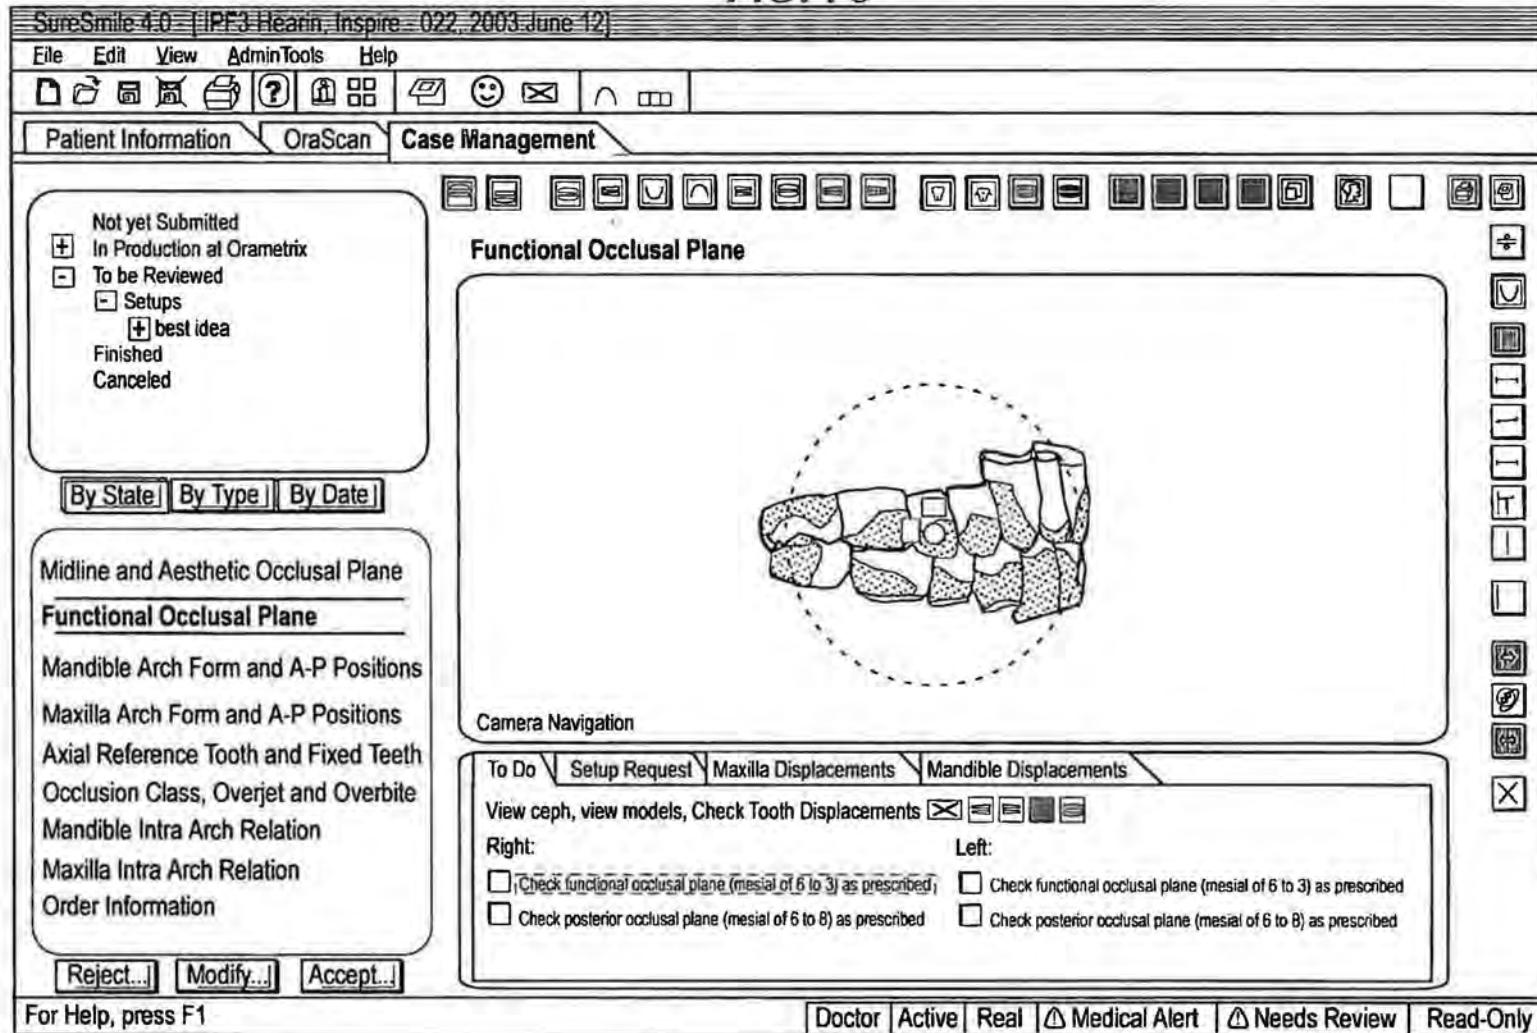 SureSmile 4.0 - [ IPF3 Hearin, Inspire - 022, 2003 June 12]
File Edit View AdminTools Help
Patient Information OraScan Case Management
Not yet Submitted
In Production at Orametrix
To be Reviewed
Setups
best idea
Finished
Canceled
By State By Type By Date
Midline and Aesthetic Occlusal Plane
Functional Occlusal Plane
Mandible Arch Form and A-P Positions
Maxilla Arch Form and A-P Positions
Axial Reference Tooth and Fixed Teeth
Occlusion Class, Overjet and Overbite
Mandible Intra Arch Relation
Maxilla Intra Arch Relation
Order Information
Reject... Modify... Accept...
Functional Occlusal Plane
Camera Navigation
To Do Setup Request Maxilla Displacements Mandible Displacements
View ceph, view models, Check Tooth Displacements
Right: Left:
Check functional occlusal plane (mesial of 6 to 3) as prescribed Check functional occlusal plane (mesial of 6 to 3) as prescribed
Check posterior occlusal plane (mesial of 6 to 8) as prescribed Check posterior occlusal plane (mesial of 6 to 8) as prescribed
For Help, press F1 Doctor Active Real Medical Alert Needs Review Read-Only